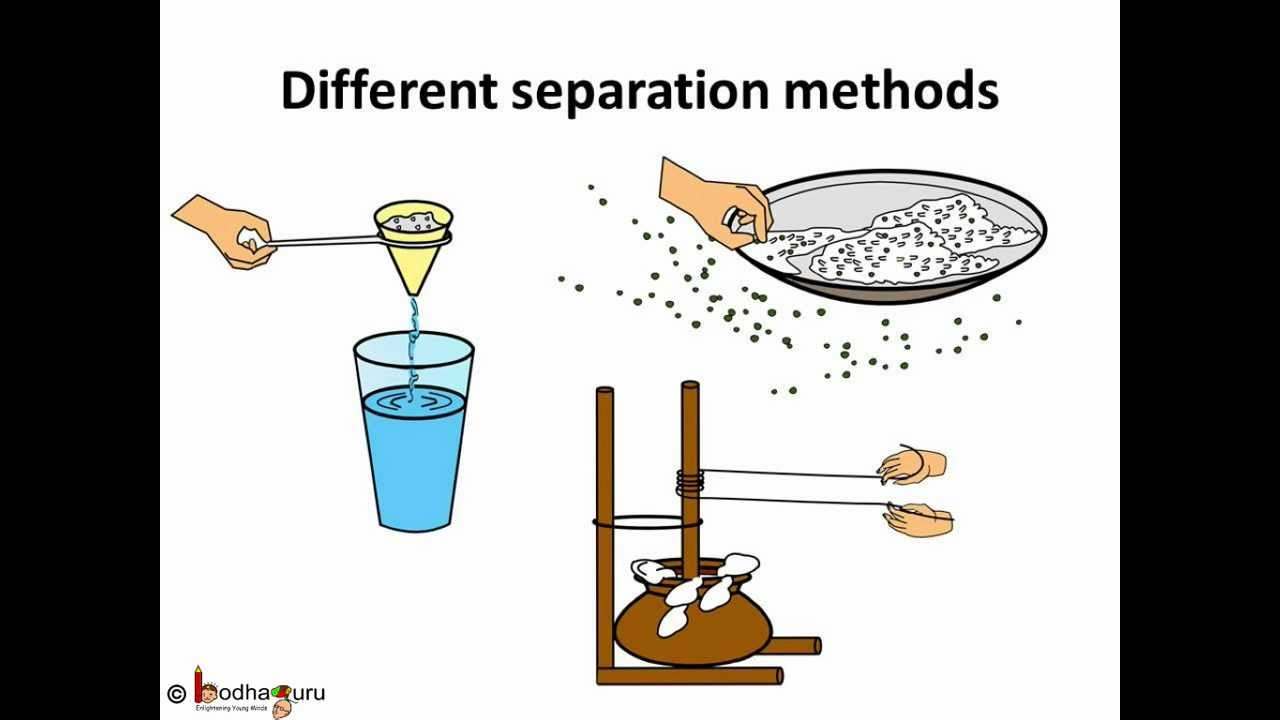 Different separation methods
© bodhaguru
Enlightening Young Minds